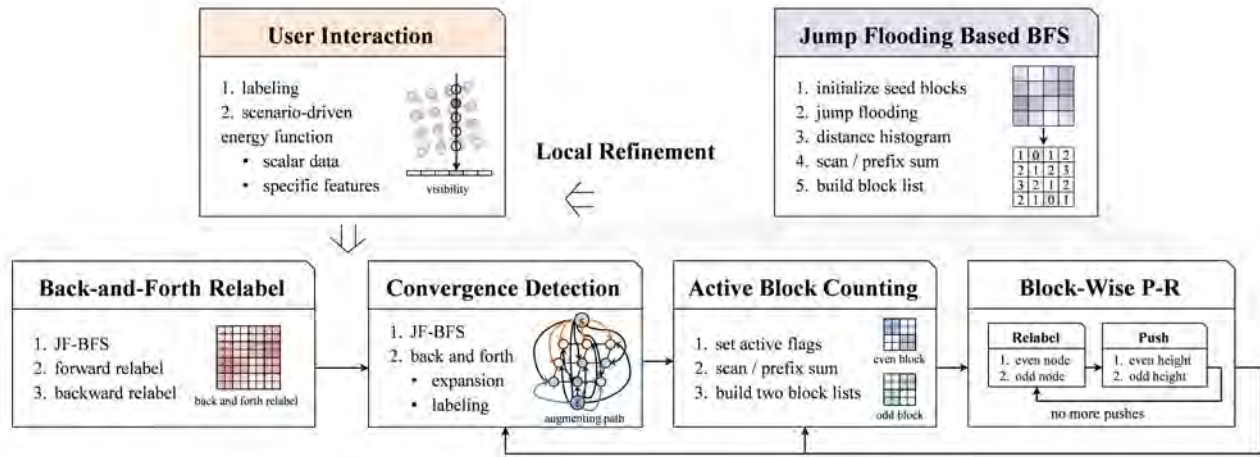 User Interaction
1. labeling
2. scenario-driven
energy function
• scalar data
• specific features
visibility
Local Refinement
Jump Flooding Based BFS
1. initialize seed blocks
2. jump flooding
3. distance histogram
4. scan / prefix sum
5. build block list
1 0 1 2
2 1 2 3
3 2 1 2
2 1 0 1
Back-and-Forth Relabel
1. JF-BFS
2. forward relabel
3. backward relabel
back and forth relabel
Convergence Detection
1. JF-BFS
2. back and forth
• expansion
• labeling
augmenting path
Active Block Counting
1. set active flags
2. scan / prefix sum
3. build two block lists
even block
odd block
Block-Wise P-R
Relabel
1. even node
2. odd node
Push
1. even height
2. odd height
no more pushes